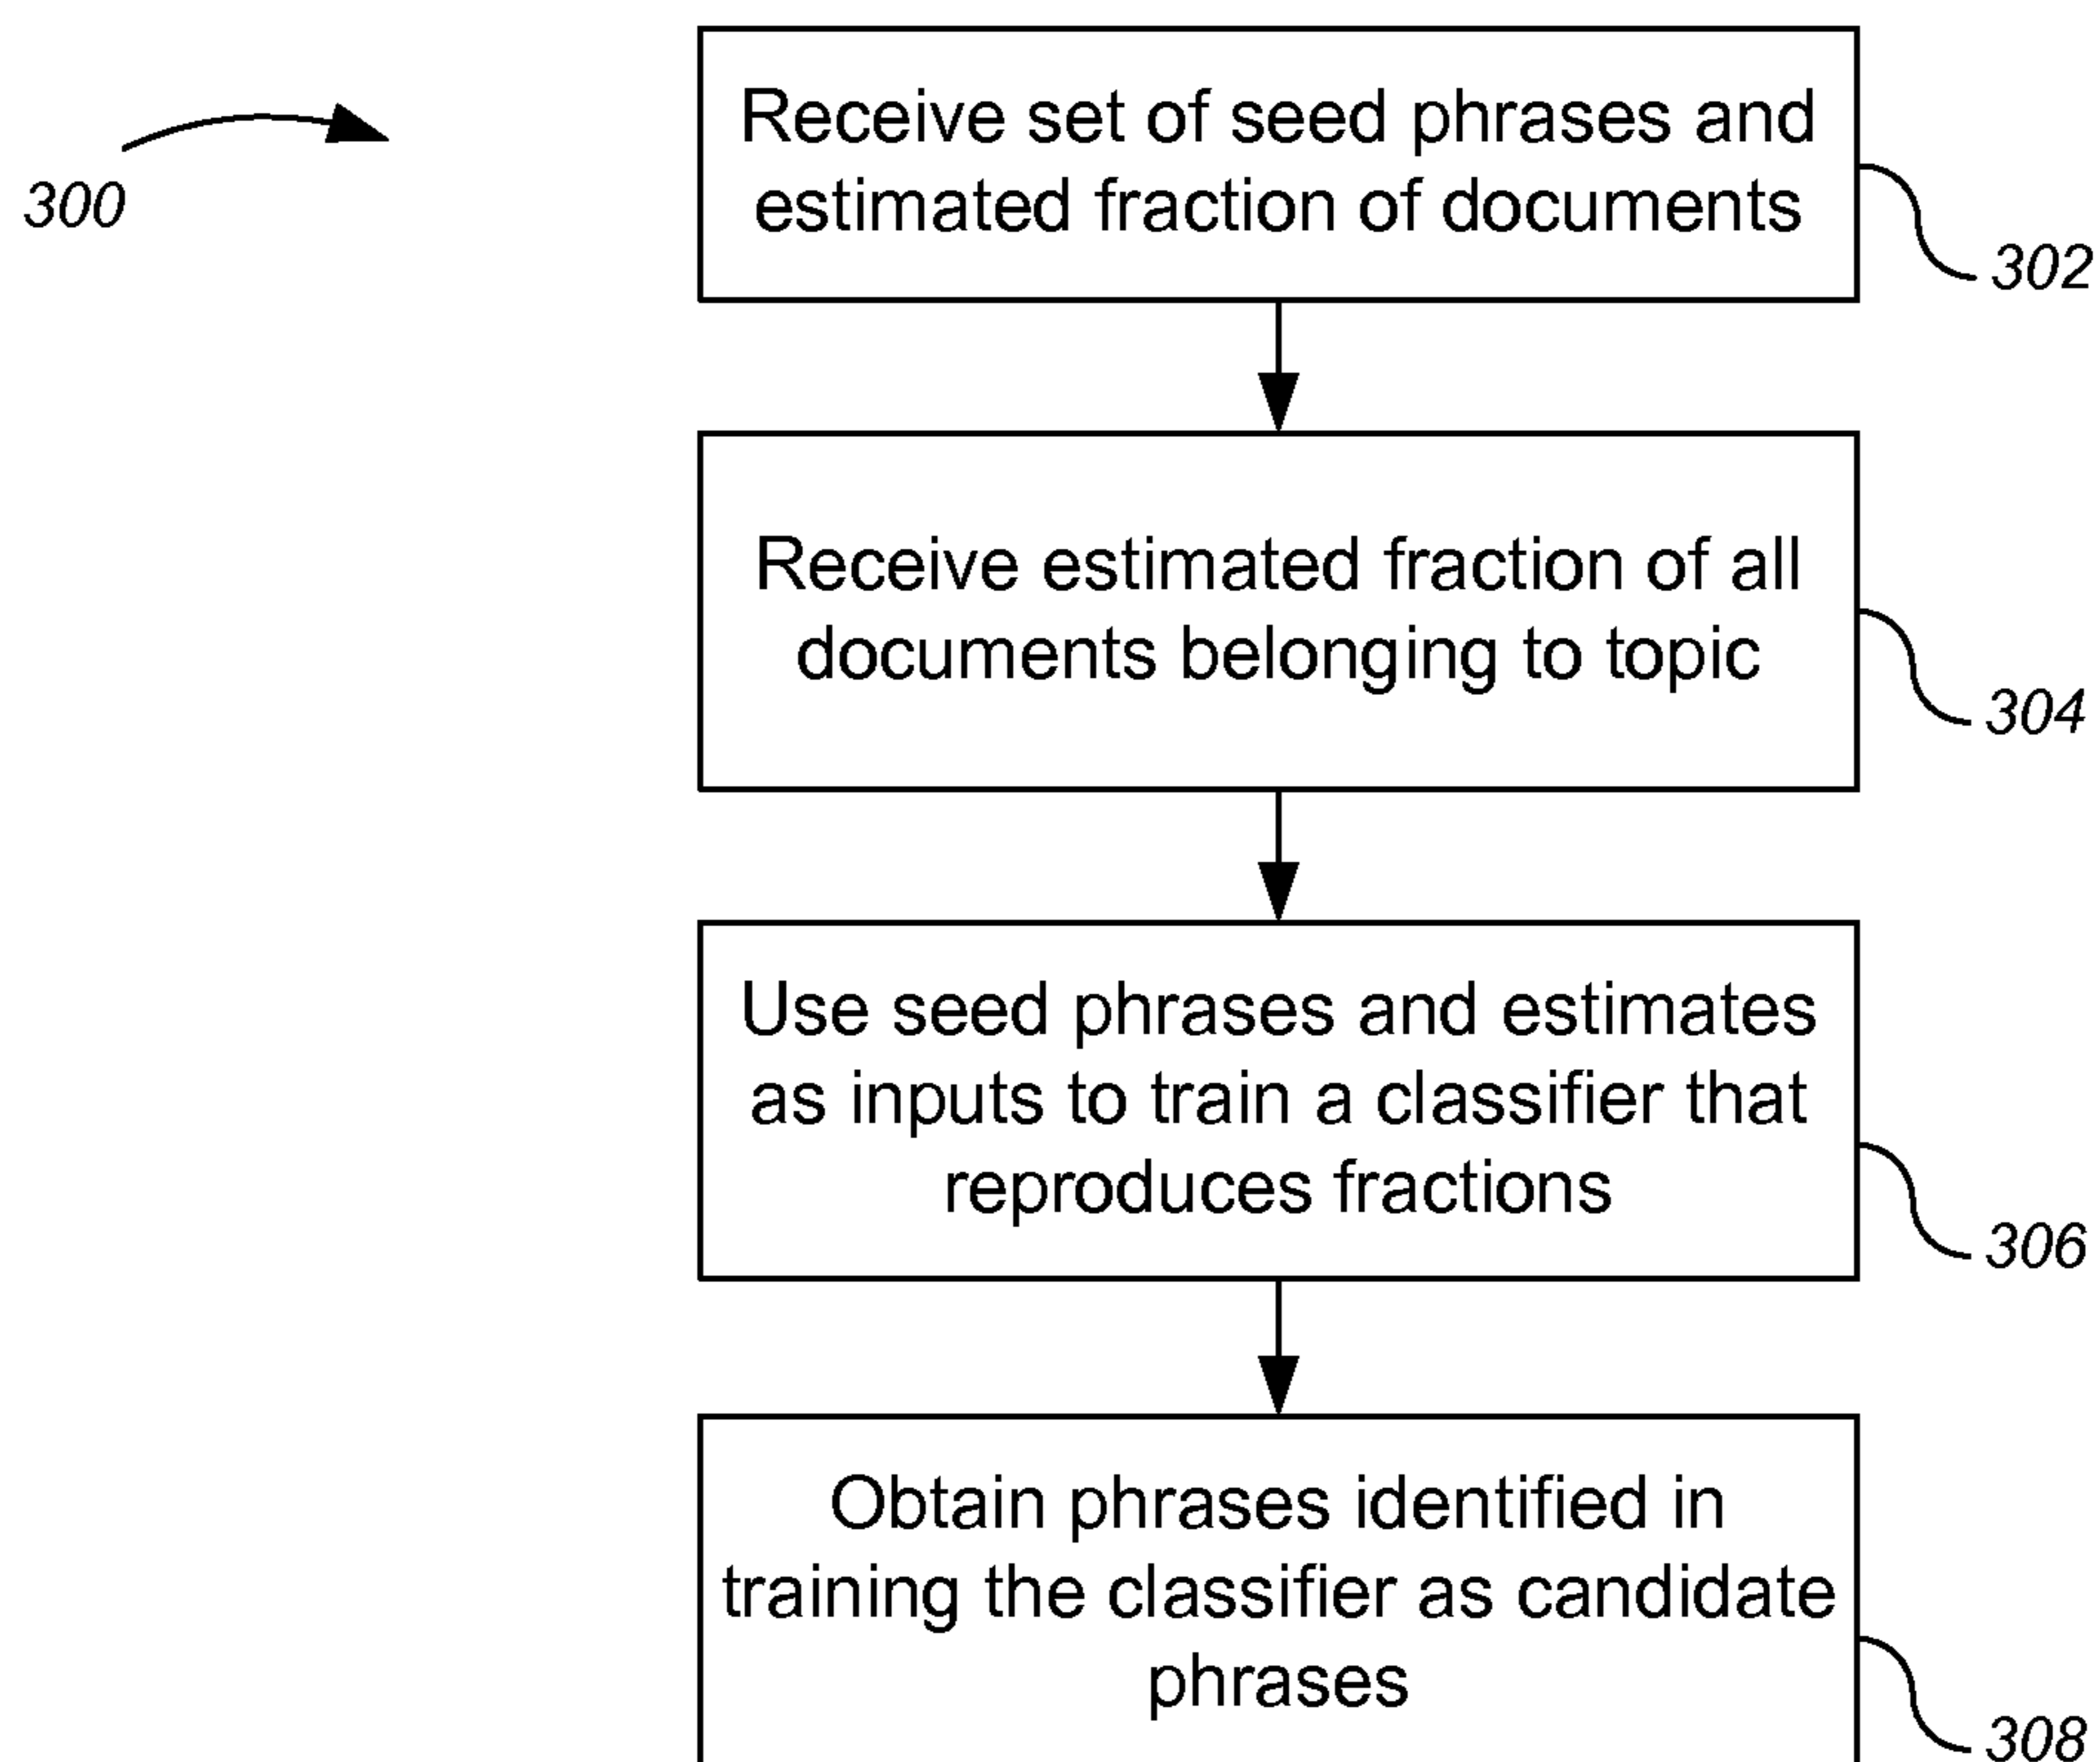 300
Receive set of seed phrases and
estimated fraction of documents
302
Receive estimated fraction of all
documents belonging to topic
304
Use seed phrases and estimates
as inputs to train a classifier that
reproduces fractions
306
Obtain phrases identified in
training the classifier as candidate
phrases
308